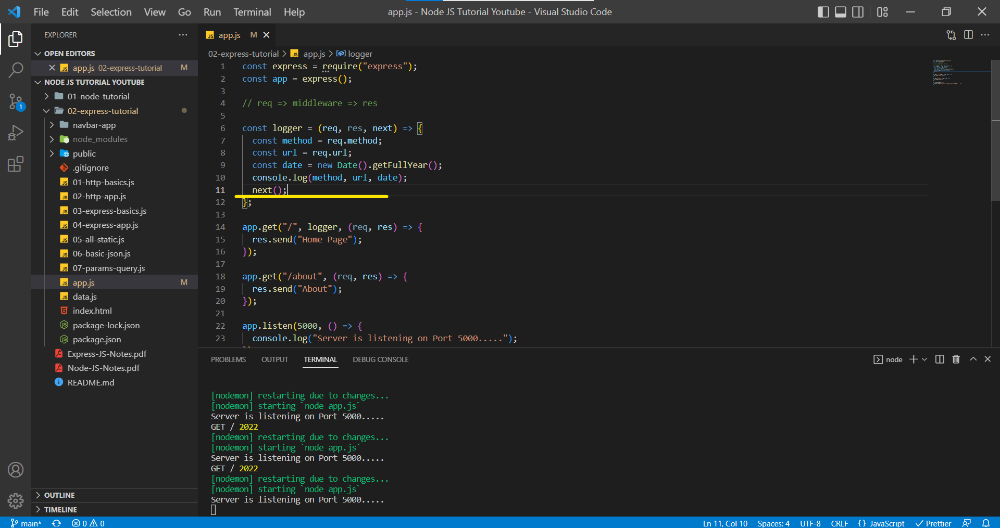 File Edit Selection View Go Run Terminal Help
app.js - Node JS Tutorial Youtube - Visual Studio Code
EXPLORER
OPEN EDITORS
app.js 02-express-tutorial M
NODE JS TUTORIAL YOUTUBE
01-node-tutorial
02-express-tutorial
navbar-app
node_modules
public
.gitignore
01-http-basics.js
02-http-app.js
03-express-basics.js
04-express-app.js
05-all-static.js
06-basic-json.js
07-params-query.js
app.js M
data.js
index.html
package-lock.json
package.json
Express-JS-Notes.pdf
Node-JS-Notes.pdf
README.md
OUTLINE
TIMELINE
1
JS app.js M
02-express-tutorial > JS app.js > logger
1 const express = require("express");
2 const app = express();
3
4 // req => middleware => res
5
6 const logger = (req, res, next) => {
7 const method = req.method;
8 const url = req.url;
9 const date = new Date().getFullYear();
10 console.log(method, url, date);
11 next();
12 };
13
14 app.get("/", logger, (req, res) => {
15 res.send("Home Page");
16 });
17
18 app.get("/about", (req, res) => {
19 res.send("About");
20 });
21
22 app.listen(5000, () => {
23 console.log("Server is listening on Port 5000.....");
PROBLEMS OUTPUT TERMINAL DEBUG CONSOLE
node
[nodemon] restarting due to changes...
[nodemon] starting `node app.js`
Server is listening on Port 5000.....
GET / 2022
[nodemon] restarting due to changes...
[nodemon] starting `node app.js`
Server is listening on Port 5000.....
GET / 2022
[nodemon] restarting due to changes...
[nodemon] starting `node app.js`
Server is listening on Port 5000.....
main* 0 0
Ln 11, Col 10 Spaces: 4 UTF-8 CRLF {} JavaScript Prettier